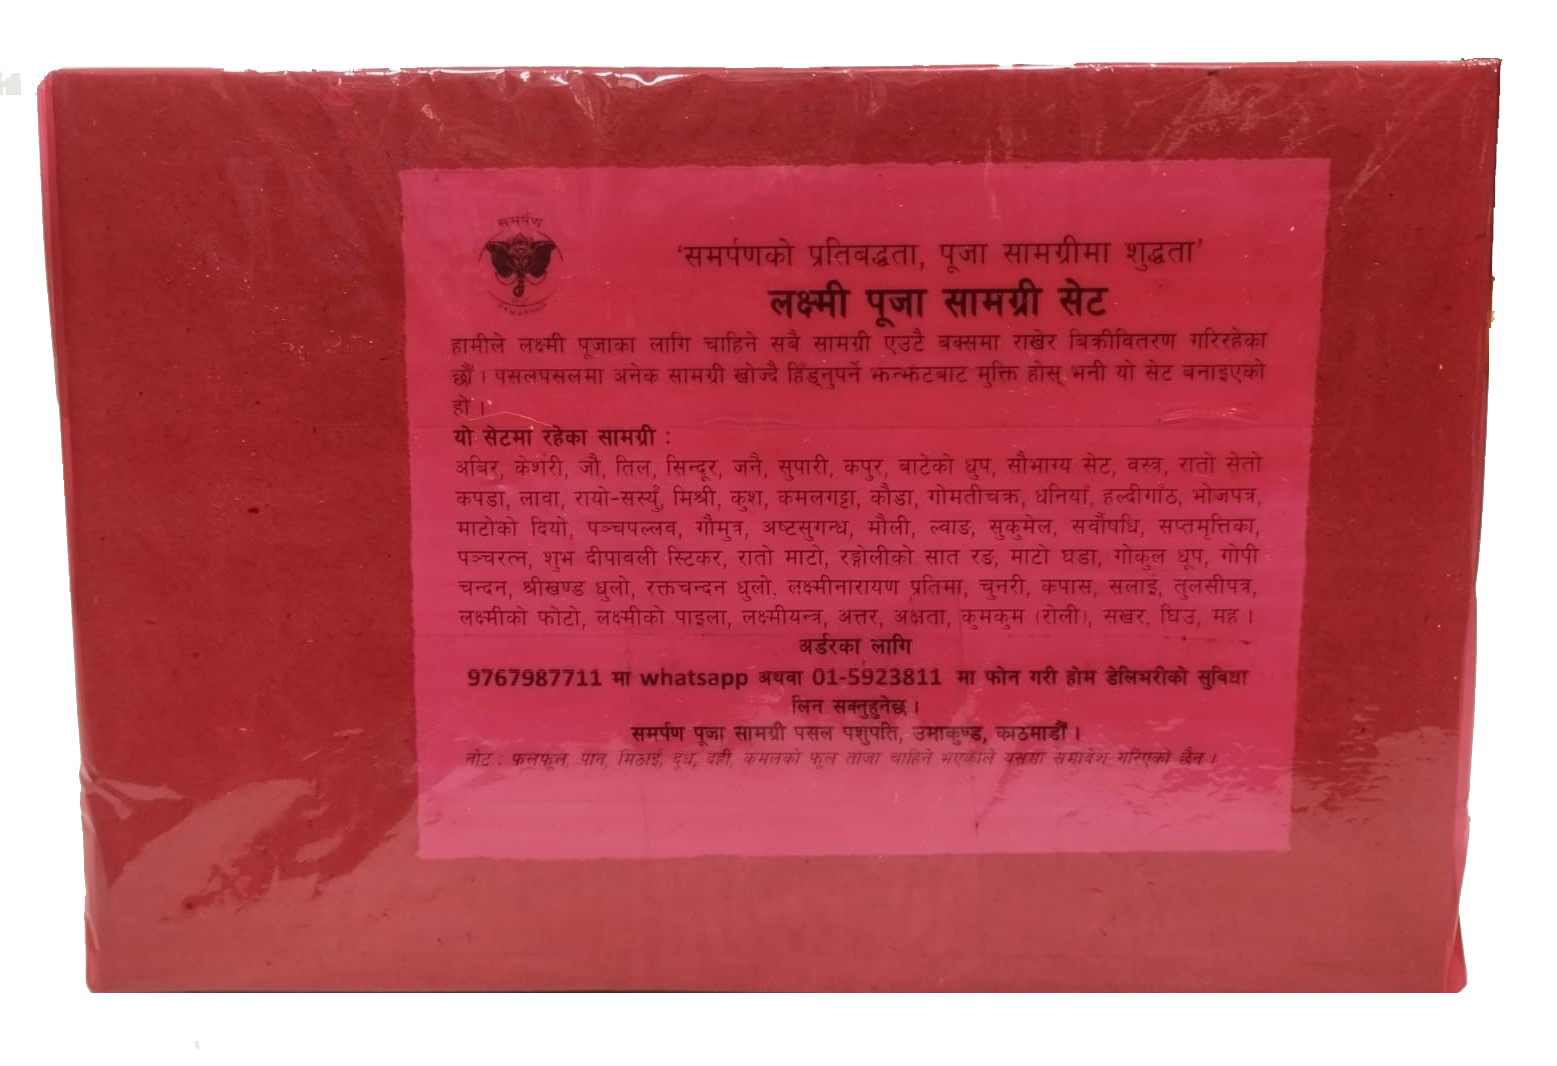 समर्पण
'समर्पणको प्रतिबद्धता, पूजा सामग्रीमा शुद्धता'
लक्ष्मी पूजा सामग्री सेट
हामीले लक्ष्मी पूजाका लागि चाहिने सबै सामग्री एउटै बक्समा राखेर बिक्रीवितरण गरिरहेका
छौँ । पसलपसलमा अनेक सामग्री खोज्दै हिँड्नुपर्ने झन्झटबाट मुक्ति होस् भनी यो सेट बनाइएको
हो ।
यो सेटमा रहेका सामग्री :
अबिर, केशरी, जौ, तिल, सिन्दूर, जनै, सुपारी, कपुर, बाटेको धुप, सौभाग्य सेट, वस्त्र, रातो सेतो
कपडा, लावा, रायो-सर्स्यु, मिश्री, कुश, कमलगट्टा, कौडा, गोमतीचक्र, धनियाँ, हल्दीगाँठ, भोजपत्र,
माटोको दियो, पञ्चपल्लव, गौमुत्र, अष्टसुगन्ध, मौली, ल्वाङ, सुकुमेल, सर्वौषधि, सप्तमृत्तिका,
पञ्चरत्न, शुभ दीपावली स्टिकर, रातो माटो, रङ्गोलीको सात रङ, माटो घडा, गोकुल धूप, गोपी
चन्दन, श्रीखण्ड धुलो, रक्तचन्दन धुलो, लक्ष्मीनारायण प्रतिमा, चुनरी, कपास, सलाई, तुलसीपत्र,
लक्ष्मीको फोटो, लक्ष्मीको पाइला, लक्ष्मीयन्त्र, अत्तर, अक्षता, कुमकुम (रोली), सखर, घिउ, मह ।
अर्डरका लागि
9767987711 मा whatsapp अथवा 01-5923811 मा फोन गरी होम डेलिभरीको सुविधा
लिन सक्नुहुनेछ ।
समर्पण पूजा सामग्री पसल पशुपति, उमाकुण्ड, काठमाडौँ ।
नोट : फलफूल, पान, मिठाई, दूध, दही, कमलको फूल ताजा चाहिने भएकोले यसमा समावेश गरिएको छैन ।